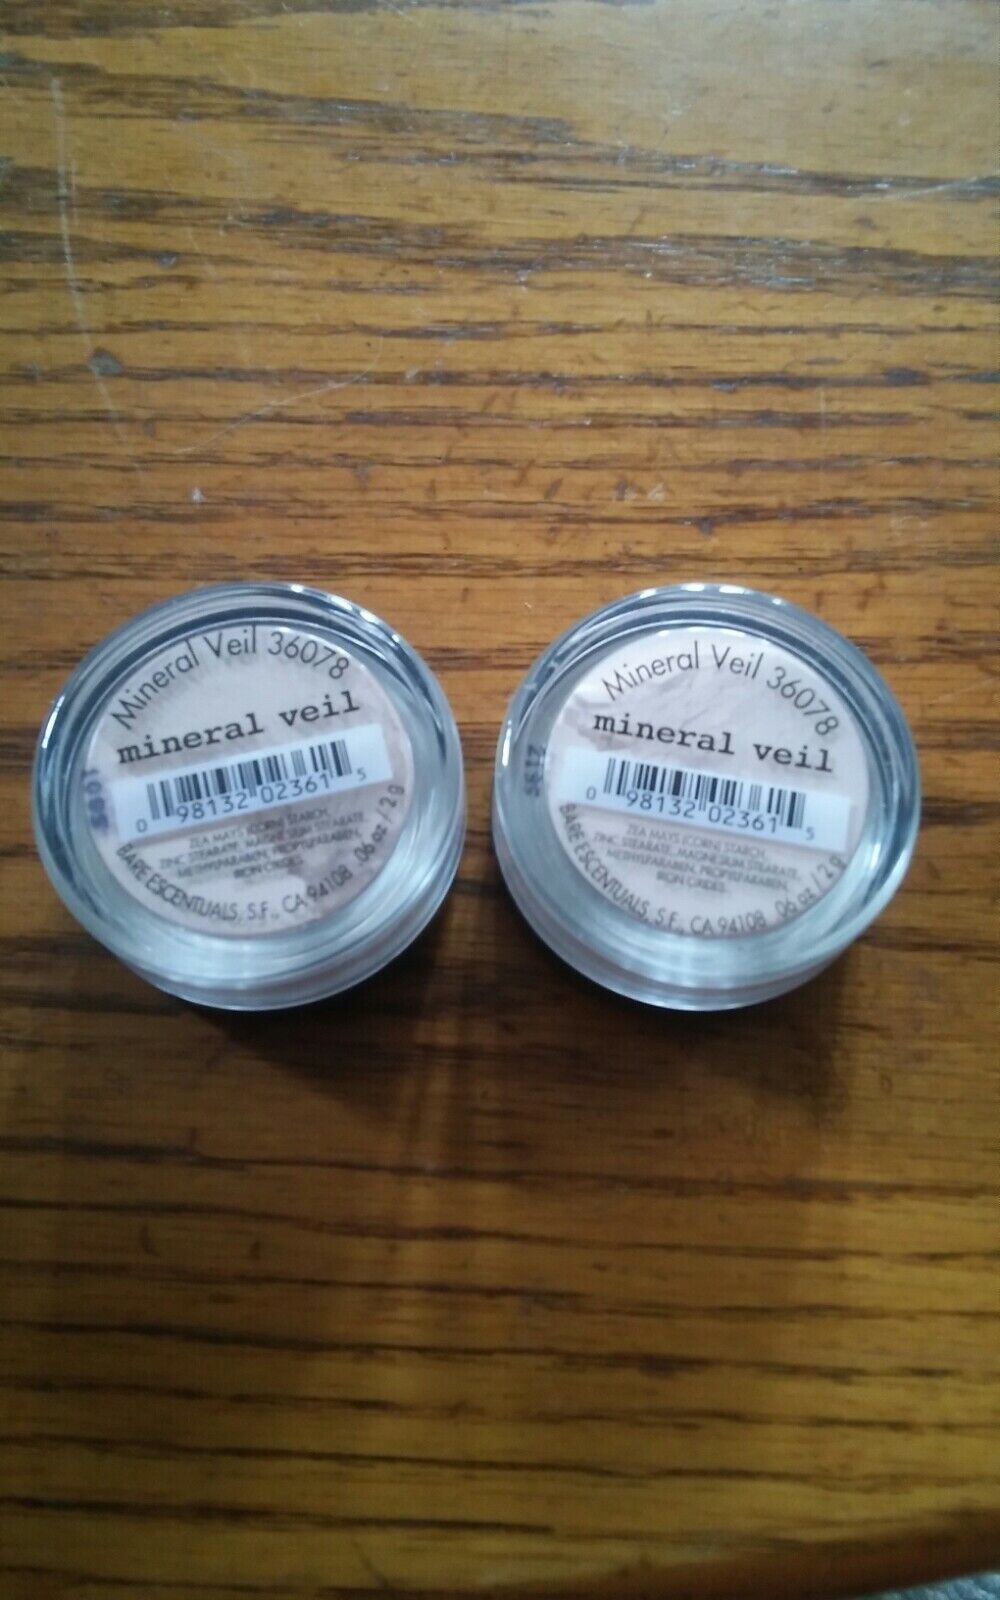 Mineral Veil 36078
mineral veil
0 98132 02361 5
ZEA MAYS (CORN) STARCH,
ZINC STEARATE, MAGNESIUM STEARATE,
METHYLPARABEN, PROPYLPARABEN,
IRON OXIDES.
BARE ESCENTUALS, S.F., CA 94108 .06 oz / 2 g
Mineral Veil 36078
mineral veil
0 98132 02361 5
ZEA MAYS (CORN) STARCH,
ZINC STEARATE, MAGNESIUM STEARATE,
METHYLPARABEN, PROPYLPARABEN,
IRON OXIDES.
BARE ESCENTUALS, S.F., CA 94108 .06 oz / 2 g